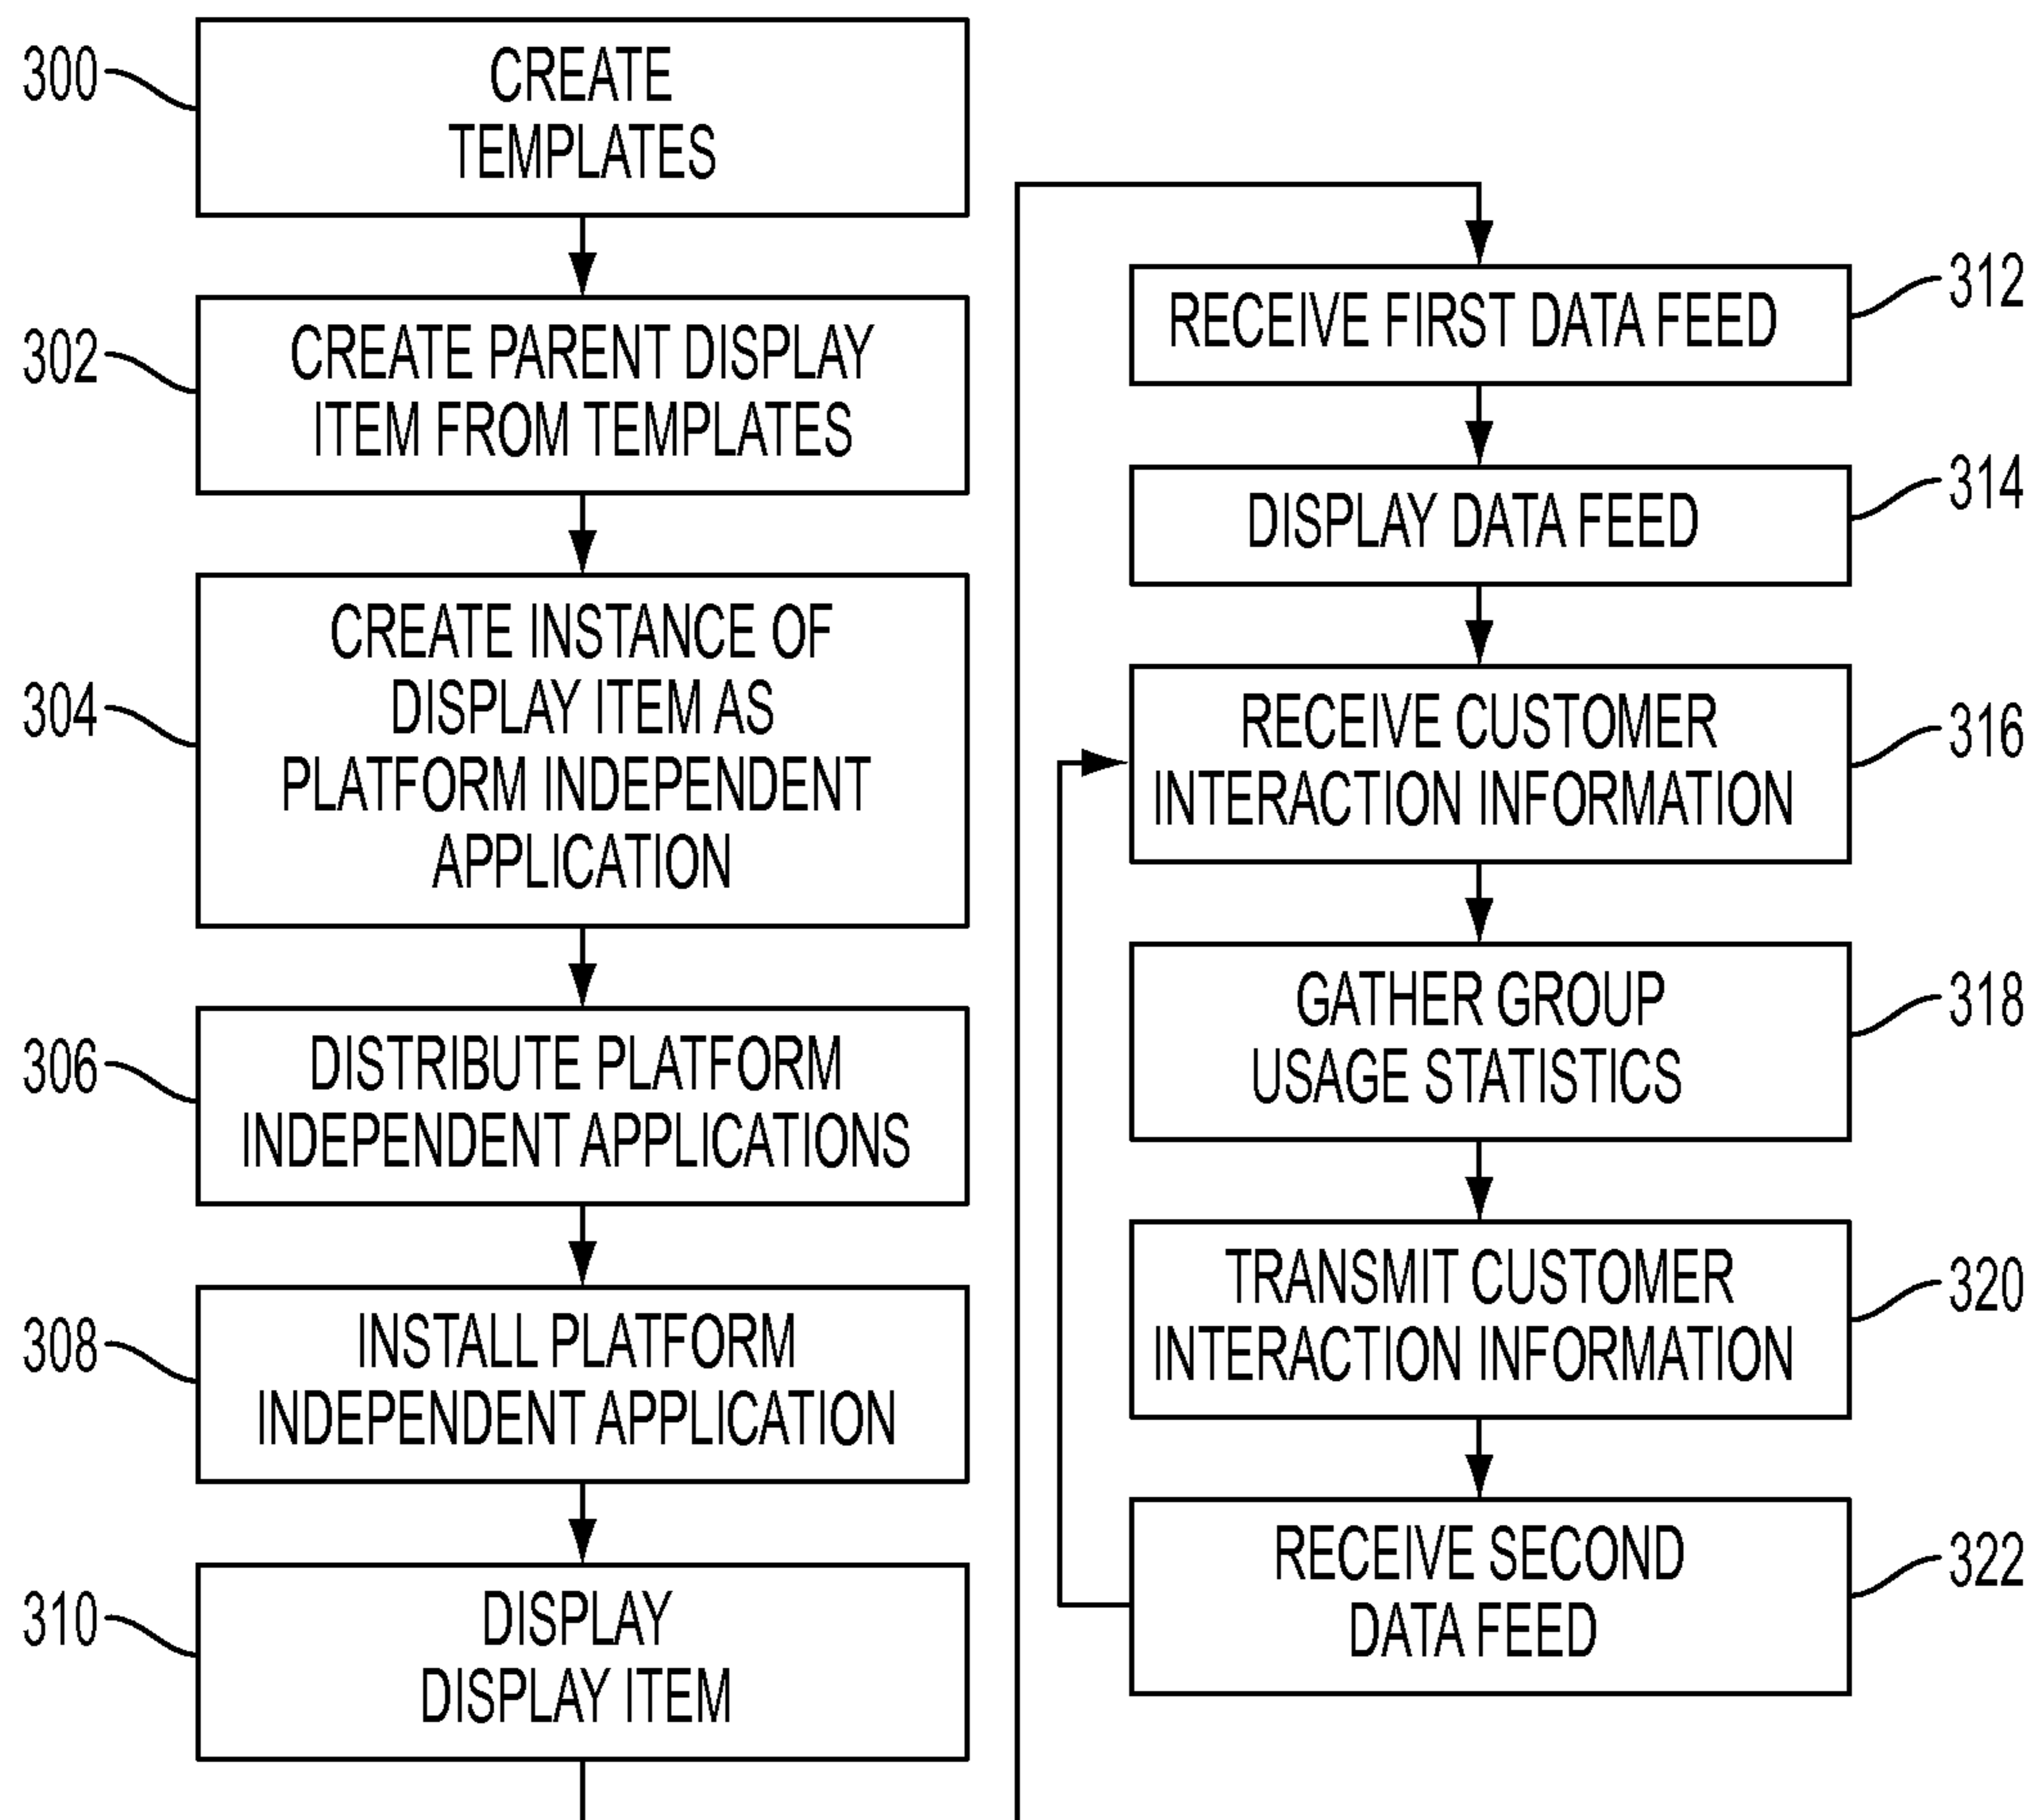 300
CREATE
TEMPLATES
302
CREATE PARENT DISPLAY
ITEM FROM TEMPLATES
304
CREATE INSTANCE OF
DISPLAY ITEM AS
PLATFORM INDEPENDENT
APPLICATION
306
DISTRIBUTE PLATFORM
INDEPENDENT APPLICATIONS
308
INSTALL PLATFORM
INDEPENDENT APPLICATION
310
DISPLAY
DISPLAY ITEM
RECEIVE FIRST DATA FEED
312
DISPLAY DATA FEED
314
RECEIVE CUSTOMER
INTERACTION INFORMATION
316
GATHER GROUP
USAGE STATISTICS
318
TRANSMIT CUSTOMER
INTERACTION INFORMATION
320
RECEIVE SECOND
DATA FEED
322